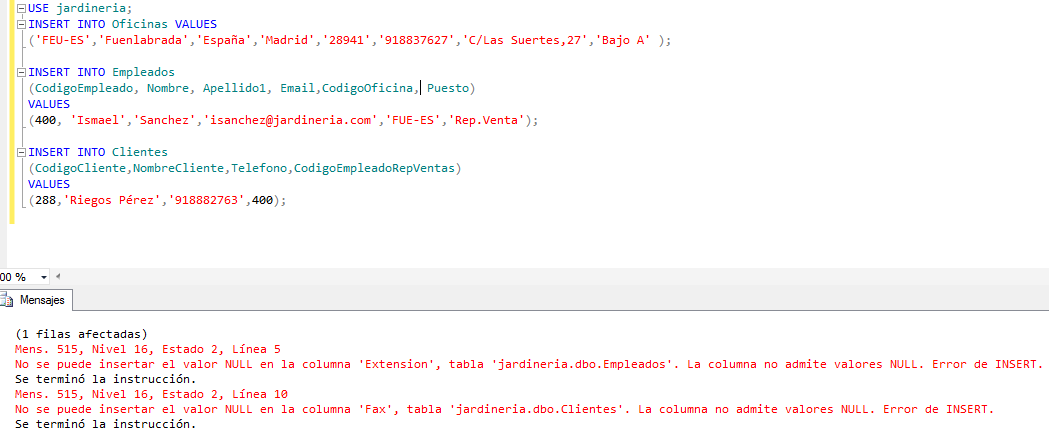 USE jardineria;
INSERT INTO Oficinas VALUES
('FEU-ES','Fuenlabrada','España','Madrid','28941','918837627','C/Las Suertes,27','Bajo A' );
INSERT INTO Empleados
(CodigoEmpleado, Nombre, Apellido1, Email,CodigoOficina, Puesto)
VALUES
(400, 'Ismael','Sanchez','isanchez@jardineria.com','FUE-ES','Rep.Venta');
INSERT INTO Clientes
(CodigoCliente,NombreCliente,Telefono,CodigoEmpleadoRepVentas)
VALUES
(288,'Riegos Pérez','918882763',400);
00 %
Mensajes
(1 filas afectadas)
Mens. 515, Nivel 16, Estado 2, Línea 5
No se puede insertar el valor NULL en la columna 'Extension', tabla 'jardineria.dbo.Empleados'. La columna no admite valores NULL. Error de INSERT.
Se terminó la instrucción.
Mens. 515, Nivel 16, Estado 2, Línea 10
No se puede insertar el valor NULL en la columna 'Fax', tabla 'jardineria.dbo.Clientes'. La columna no admite valores NULL. Error de INSERT.
Se terminó la instrucción.